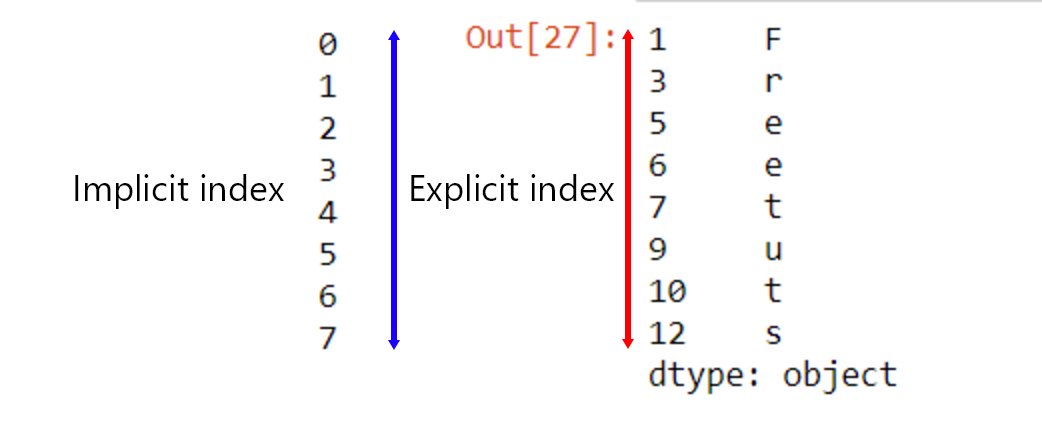 0 Out[27]: 1 F
1 3 r
2 5 e
3 6 e
Implicit index Explicit index
4 7 t
5 9 u
6 10 t
7 12 s
dtype: object